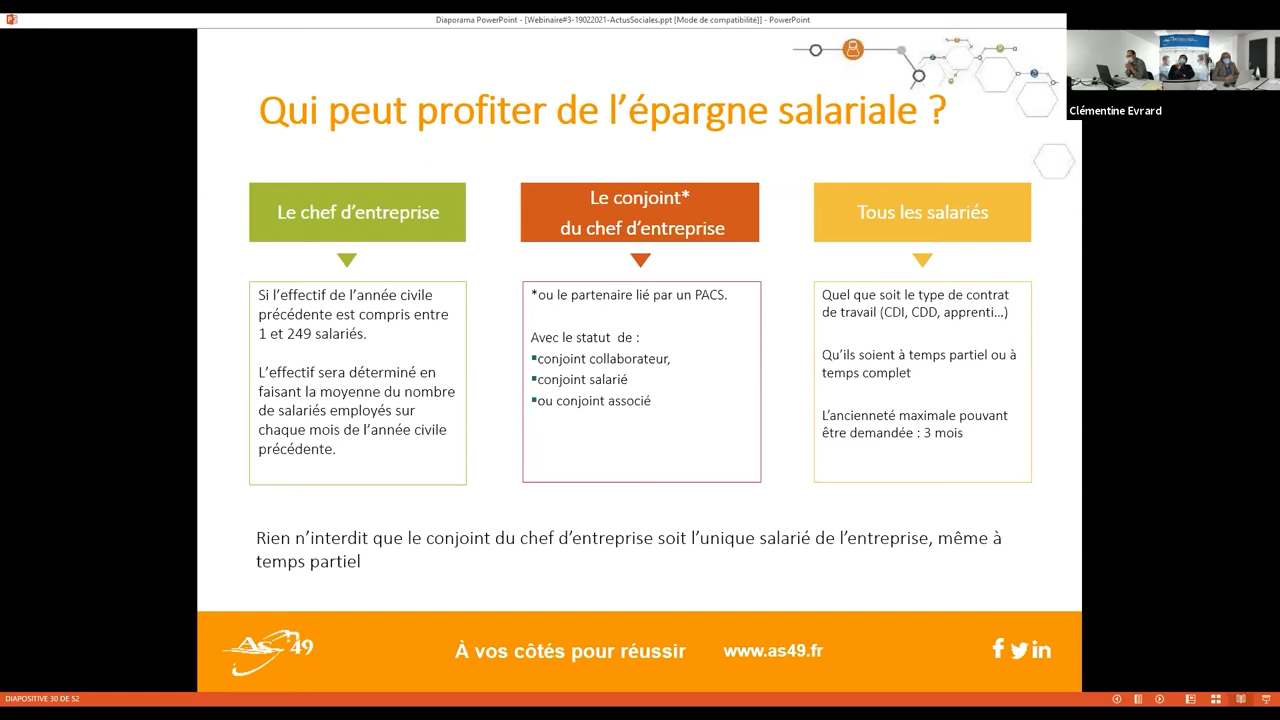 Diaporama PowerPoint - [Webinaire#3-19022021-ActusSociales.ppt [Mode de compatibilité]] - PowerPoint
Clémentine Evrard
Qui peut profiter de l'épargne salariale ?
Le chef d'entreprise
Si l'effectif de l'année civile
précédente est compris entre
1 et 249 salariés.
L'effectif sera déterminé en
faisant la moyenne du nombre
de salariés employés sur
chaque mois de l'année civile
précédente.
Le conjoint*
du chef d'entreprise
*ou le partenaire lié par un PACS.
Avec le statut de :
▪conjoint collaborateur,
▪conjoint salarié
▪ou conjoint associé
Tous les salariés
Quel que soit le type de contrat
de travail (CDI, CDD, apprenti...)
Qu'ils soient à temps partiel ou à
temps complet
L'ancienneté maximale pouvant
être demandée : 3 mois
Rien n'interdit que le conjoint du chef d'entreprise soit l'unique salarié de l'entreprise, même à
temps partiel
As 49
À vos côtés pour réussir
www.as49.fr
DIAPOSITIVE 30 DE 52